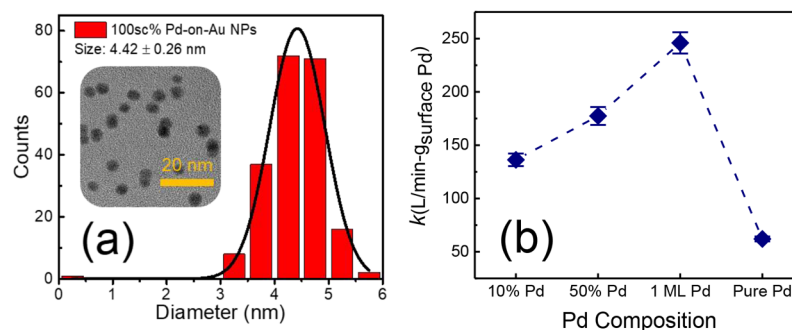 100sc% Pd-on-Au NPs
Size: 4.42 ± 0.26 nm
20 nm
(a)
Counts
80
60
40
20
0
0 1 2 3 4 5 6
Diameter (nm)
k(L/min-gsurface Pd)
250
200
150
100
50
(b)
10% Pd 50% Pd 1 ML Pd Pure Pd
Pd Composition